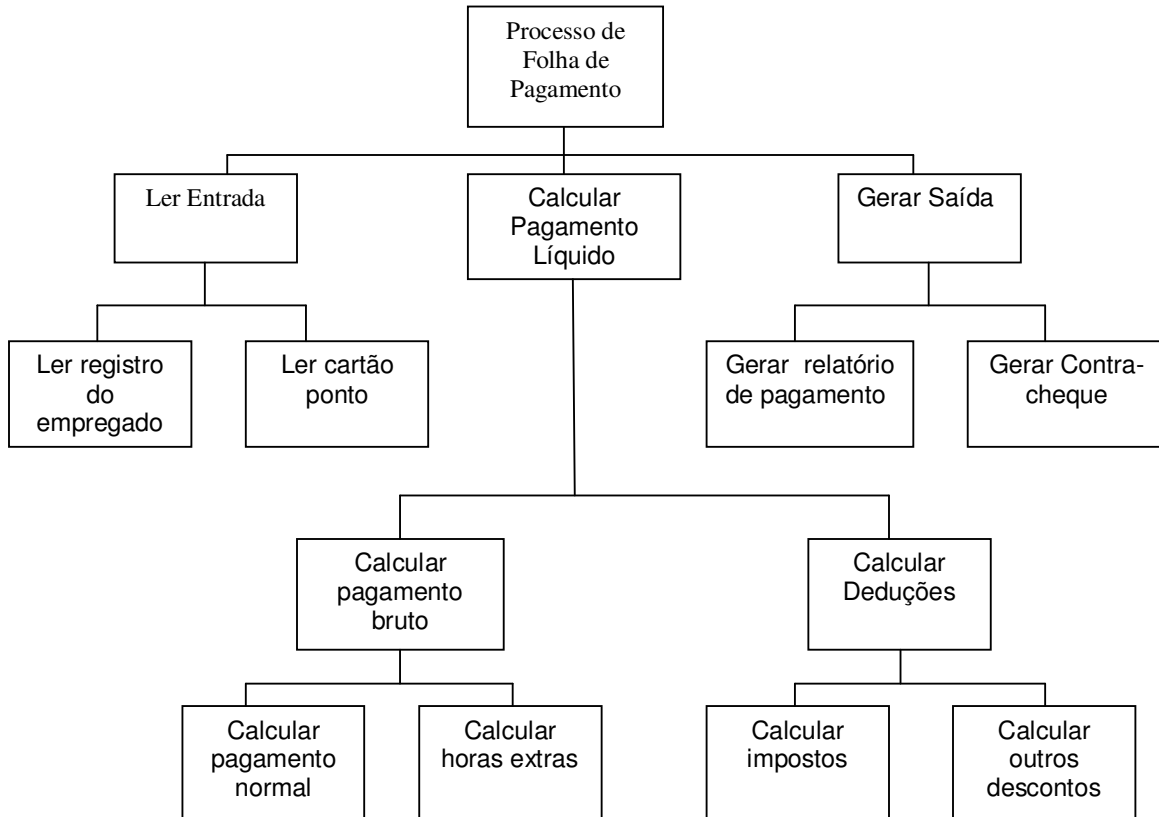 Processo de
Folha de
Pagamento
Ler Entrada
Calcular
Pagamento
Líquido
Gerar Saída
Ler registro
do
empregado
Ler cartão
ponto
Gerar relatório
de pagamento
Gerar Contra-
cheque
Calcular
pagamento
bruto
Calcular
Deduções
Calcular
pagamento
normal
Calcular
horas extras
Calcular
impostos
Calcular
outros
descontos